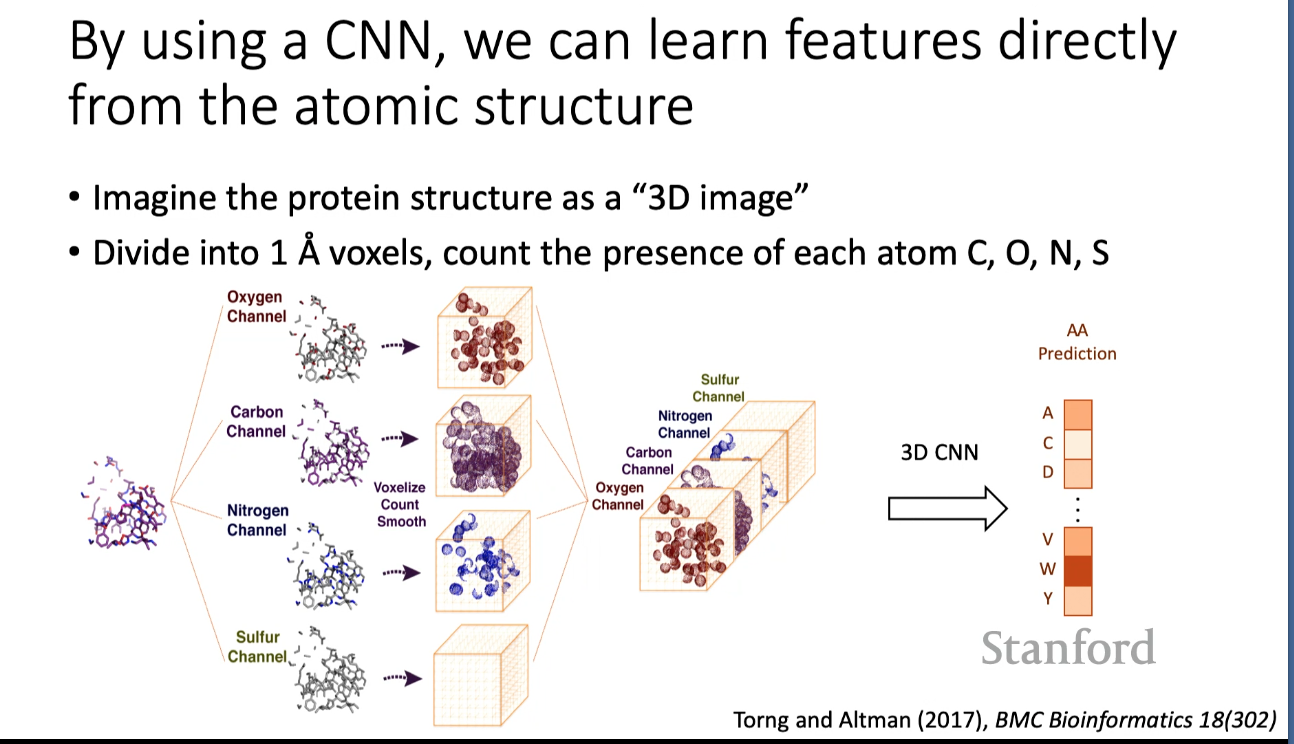 By using a CNN, we can learn features directly
from the atomic structure
• Imagine the protein structure as a “3D image”
• Divide into 1 Å voxels, count the presence of each atom C, O, N, S
Oxygen
Channel
Carbon
Channel
Nitrogen
Channel
Sulfur
Channel
Voxelize
Count
Smooth
Sulfur
Channel
Nitrogen
Channel
Carbon
Channel
Oxygen
Channel
3D CNN
AA
Prediction
A
C
D
⋮
V
W
Y
Stanford
Torng and Altman (2017), BMC Bioinformatics 18(302)